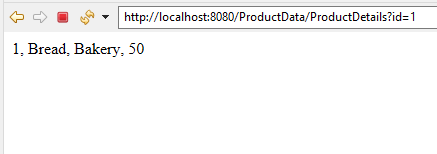 http://localhost:8080/ProductData/ProductDetails?id=1
1, Bread, Bakery, 50